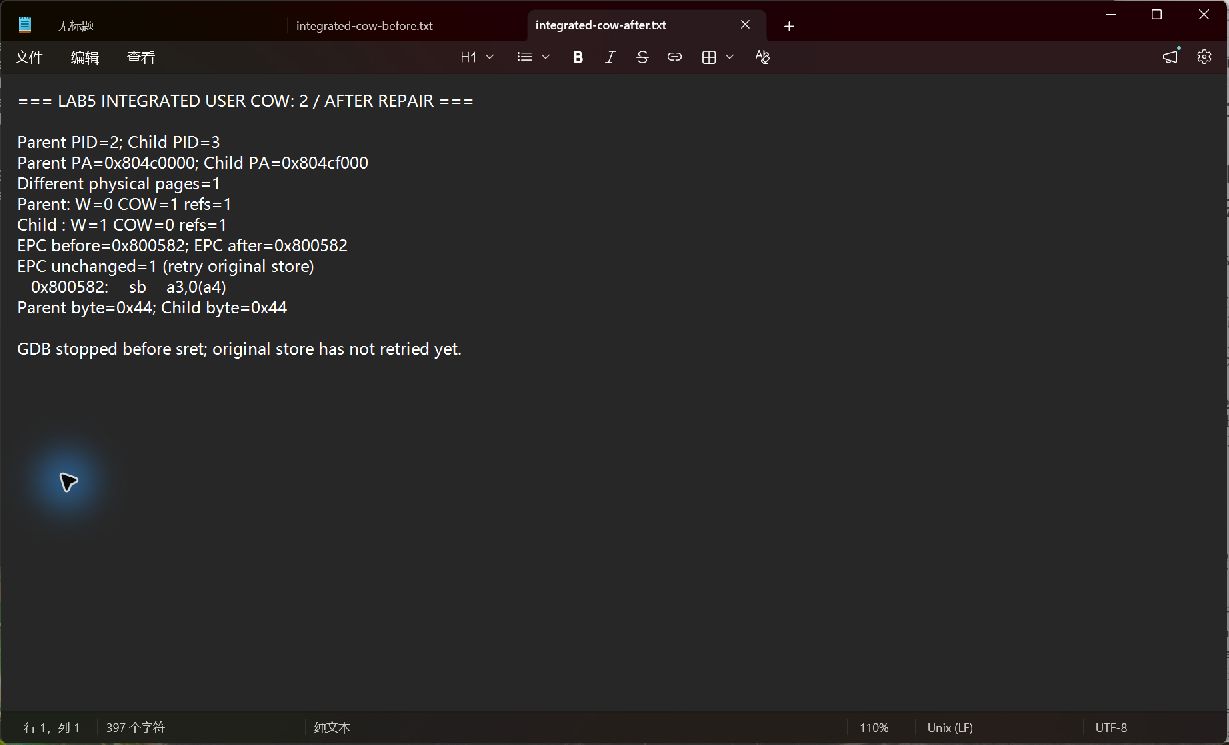 无标题
integrated-cow-before.txt
integrated-cow-after.txt
文件 编辑 查看
H1
B I S
=== LAB5 INTEGRATED USER COW: 2 / AFTER REPAIR ===
Parent PID=2; Child PID=3
Parent PA=0x804c0000; Child PA=0x804cf000
Different physical pages=1
Parent: W=0 COW=1 refs=1
Child : W=1 COW=0 refs=1
EPC before=0x800582; EPC after=0x800582
EPC unchanged=1 (retry original store)
0x800582: sb a3,0(a4)
Parent byte=0x44; Child byte=0x44
GDB stopped before sret; original store has not retried yet.
行 1，列 1 397 个字符 纯文本 110% Unix (LF) UTF-8